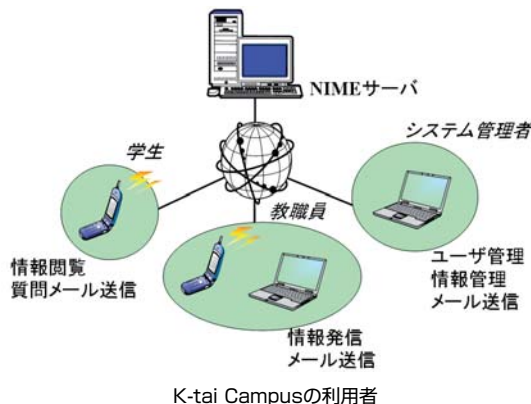 NIMEサーバ
システム管理者
学生
教職員
情報閲覧
質問メール送信
ユーザ管理
情報管理
メール送信
情報発信
メール送信
K-tai Campusの利用者